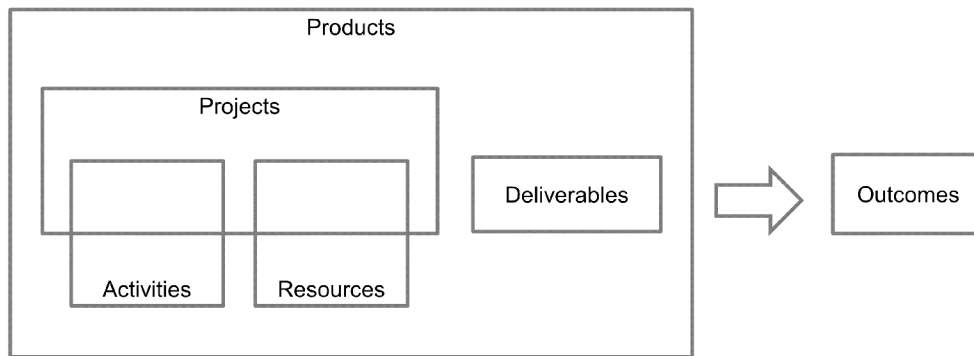 Products
Projects
Deliverables
Outcomes
Activities
Resources